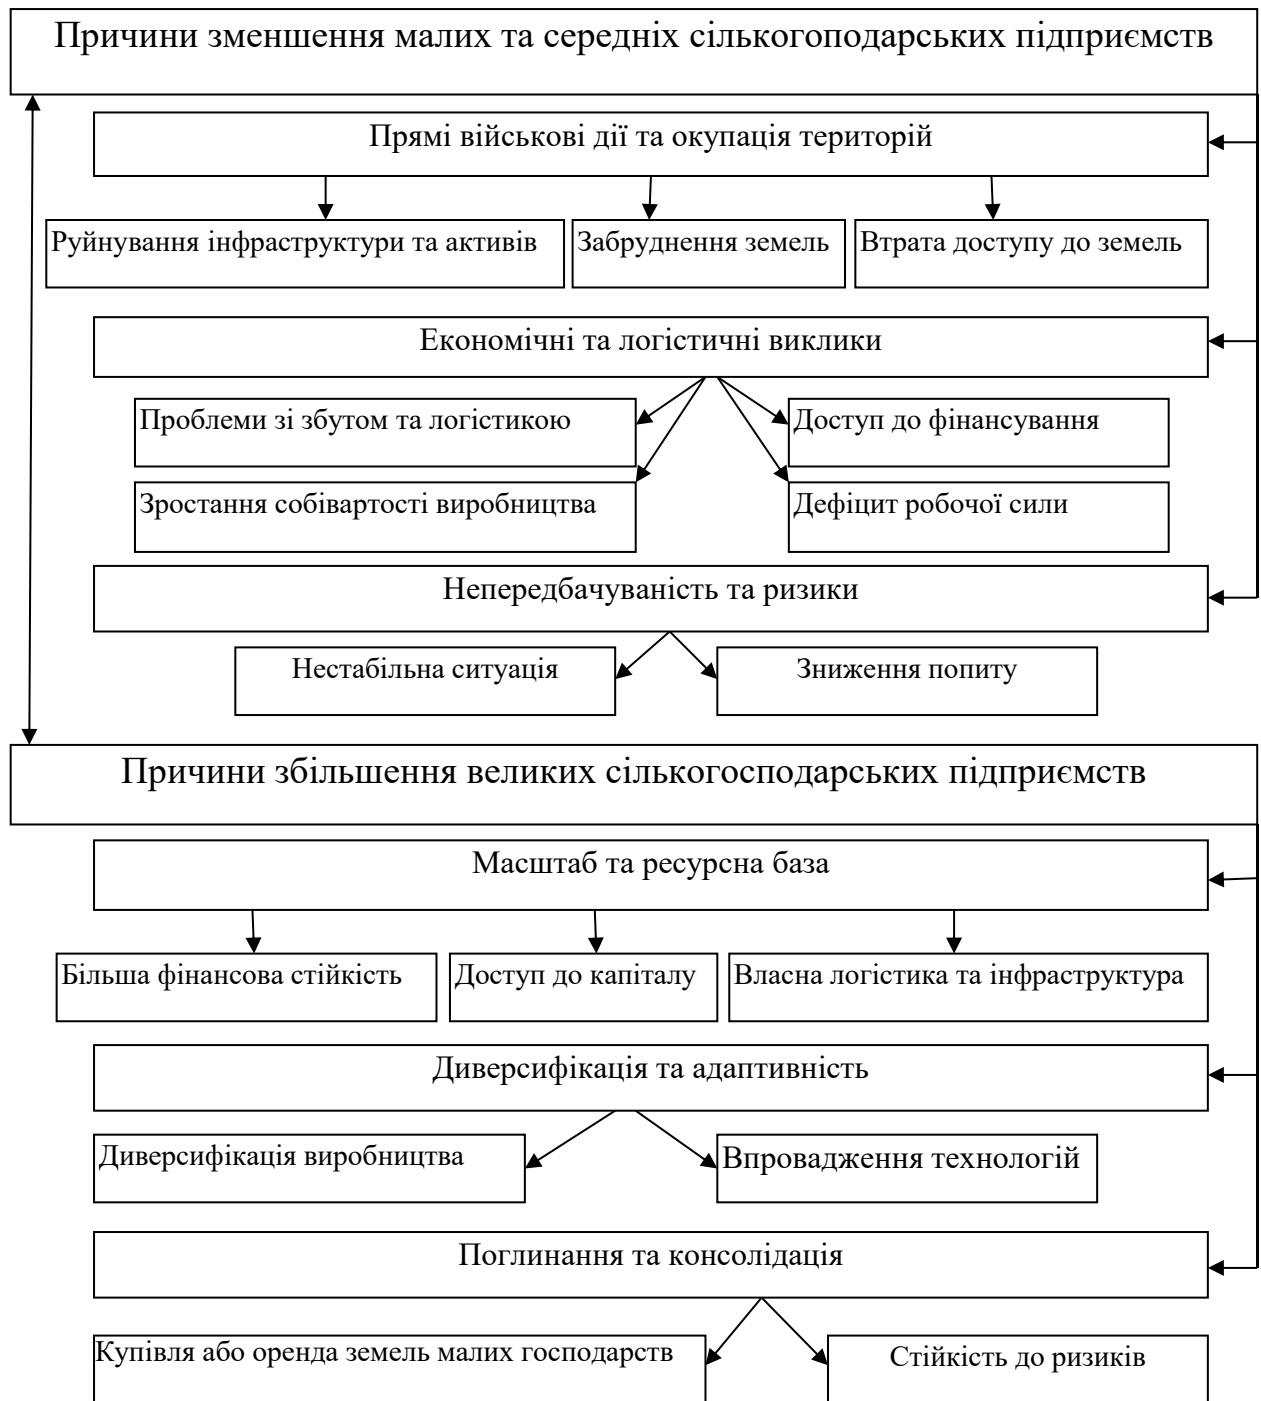 Причини зменшення малих та середніх сількогоподарських підприємств
Прямі військові дії та окупація територій
Руйнування інфраструктури та активів
Забруднення земель
Втрата доступу до земель
Економічні та логістичні виклики
Проблеми зі збутом та логістикою
Доступ до фінансування
Зростання собівартості виробництва
Дефіцит робочої сили
Непередбачуваність та ризики
Нестабільна ситуація
Зниження попиту
Причини збільшення великих сількогосподарських підприємств
Масштаб та ресурсна база
Більша фінансова стійкість
Доступ до капіталу
Власна логістика та інфраструктура
Диверсифікація та адаптивність
Диверсифікація виробництва
Впровадження технологій
Поглинання та консолідація
Купівля або оренда земель малих господарств
Стійкість до ризиків